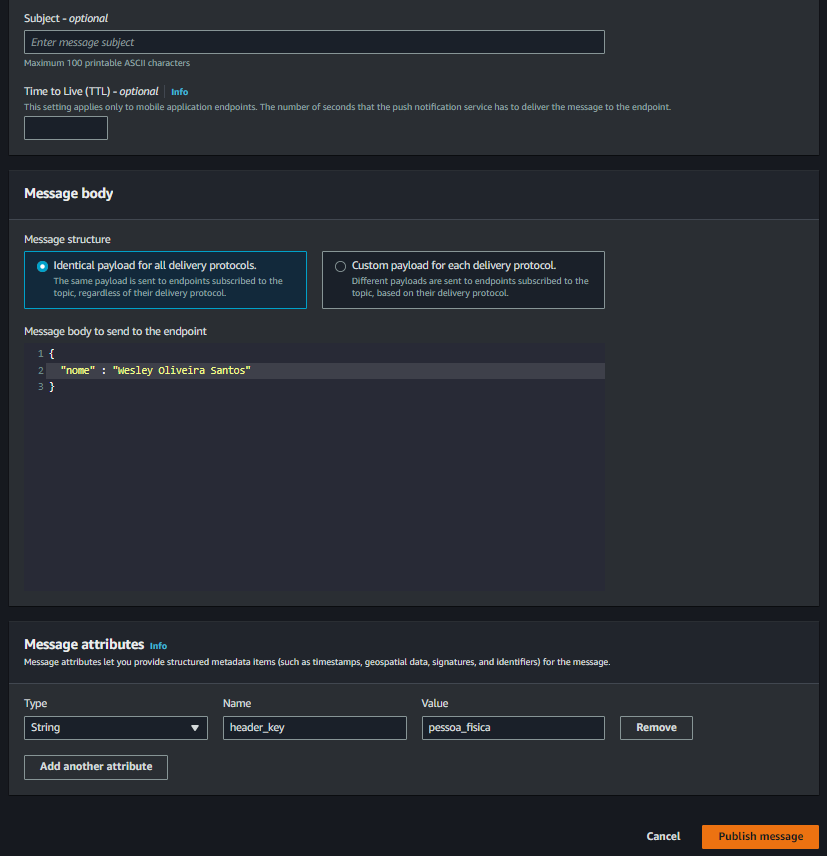 Subject - optional
Enter message subject
Maximum 100 printable ASCII characters
Time to Live (TTL) - optional Info
This setting applies only to mobile application endpoints. The number of seconds that the push notification service has to deliver the message to the endpoint.
Message body
Message structure
Identical payload for all delivery protocols.
The same payload is sent to endpoints subscribed to the
topic, regardless of their delivery protocol.
Custom payload for each delivery protocol.
Different payloads are sent to endpoints subscribed to the
topic, based on their delivery protocol.
Message body to send to the endpoint
1 {
2 "nome" : "Wesley Oliveira Santos"
3 }
Message attributes Info
Message attributes let you provide structured metadata items (such as timestamps, geospatial data, signatures, and identifiers) for the message.
Type Name Value
String header_key pessoa_fisica Remove
Add another attribute
Cancel Publish message